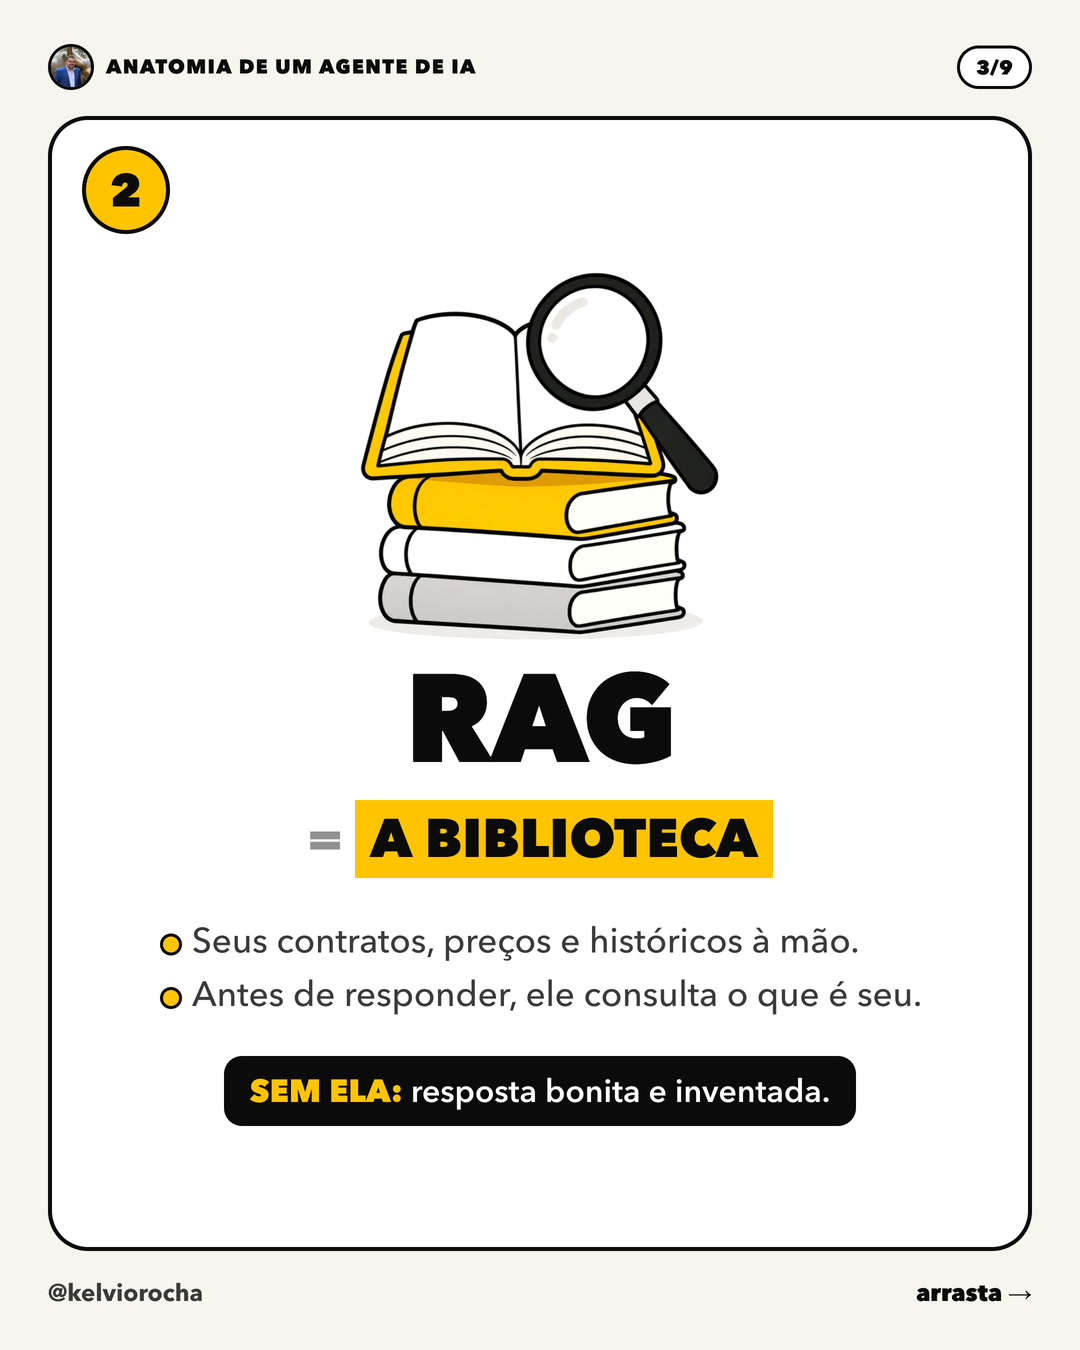 ANATOMIA DE UM AGENTE DE IA
3/9
2
RAG
= A BIBLIOTECA
Seus contratos, preços e históricos à mão.
Antes de responder, ele consulta o que é seu.
SEM ELA: resposta bonita e inventada.
@kelviorocha
arrasta →